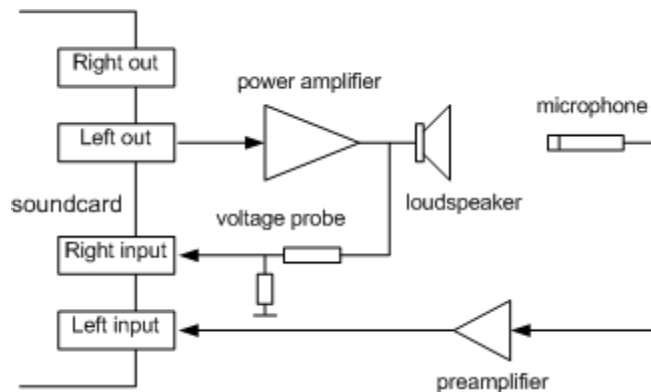 Right out
power amplifier
microphone
Left out
soundcard
loudspeaker
voltage probe
Right input
Left input
preamplifier